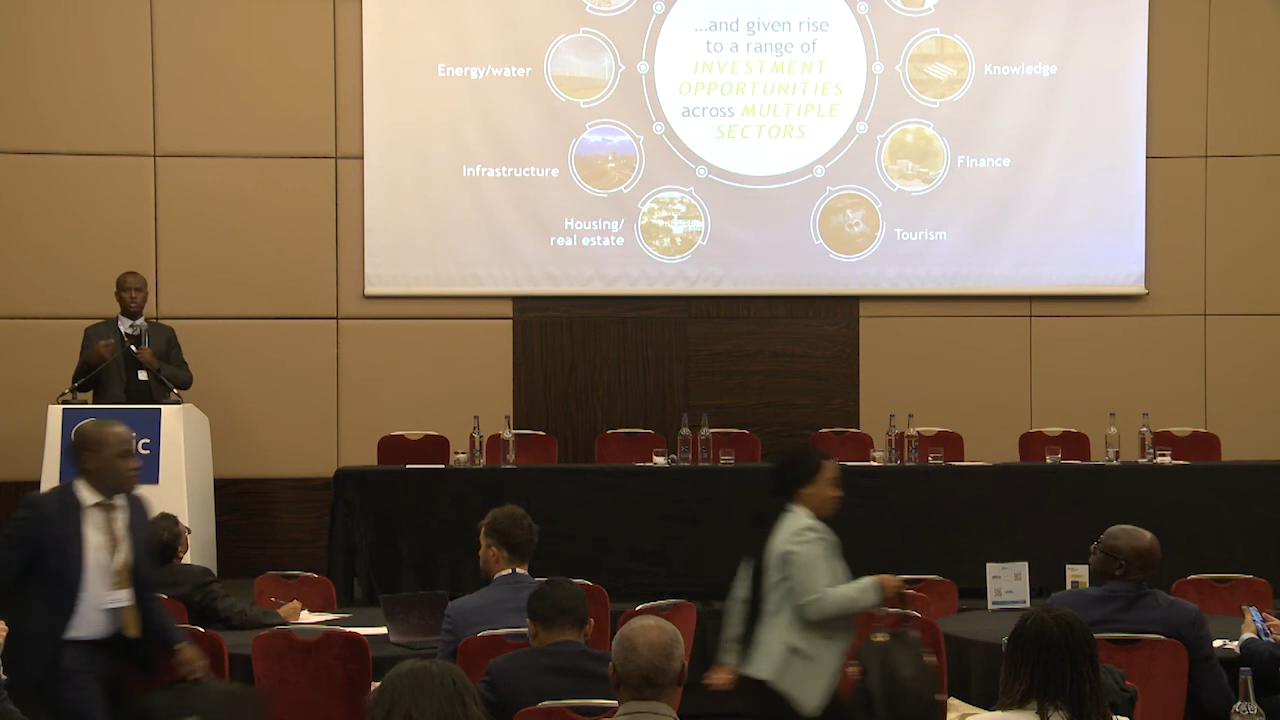 ...and given rise
to a range of
INVESTMENT
OPPORTUNITIES
across MULTIPLE
SECTORS
Energy/water
Knowledge
Infrastructure
Finance
Housing/
real estate
Tourism
ic